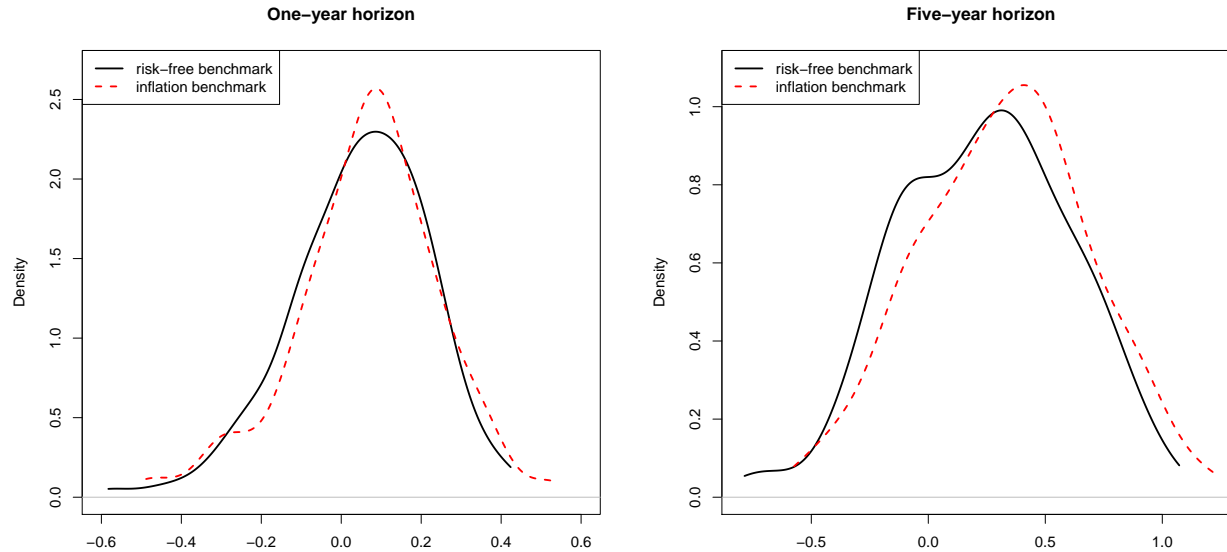 One−year horizon
risk−free benchmark
inflation benchmark
Density
2.5
2.0
1.5
1.0
0.5
0.0
−0.6 −0.4 −0.2 0.0 0.2 0.4 0.6
Five−year horizon
risk−free benchmark
inflation benchmark
Density
1.0
0.8
0.6
0.4
0.2
0.0
−0.5 0.0 0.5 1.0